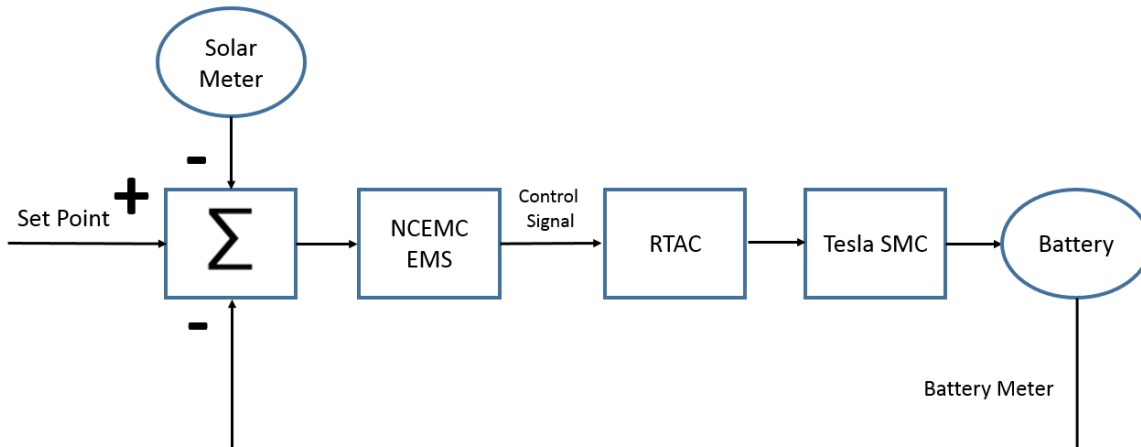 Solar
Meter
-
+
Set Point
∑
NCEMC
EMS
Control
Signal
RTAC
Tesla SMC
Battery
-
Battery Meter